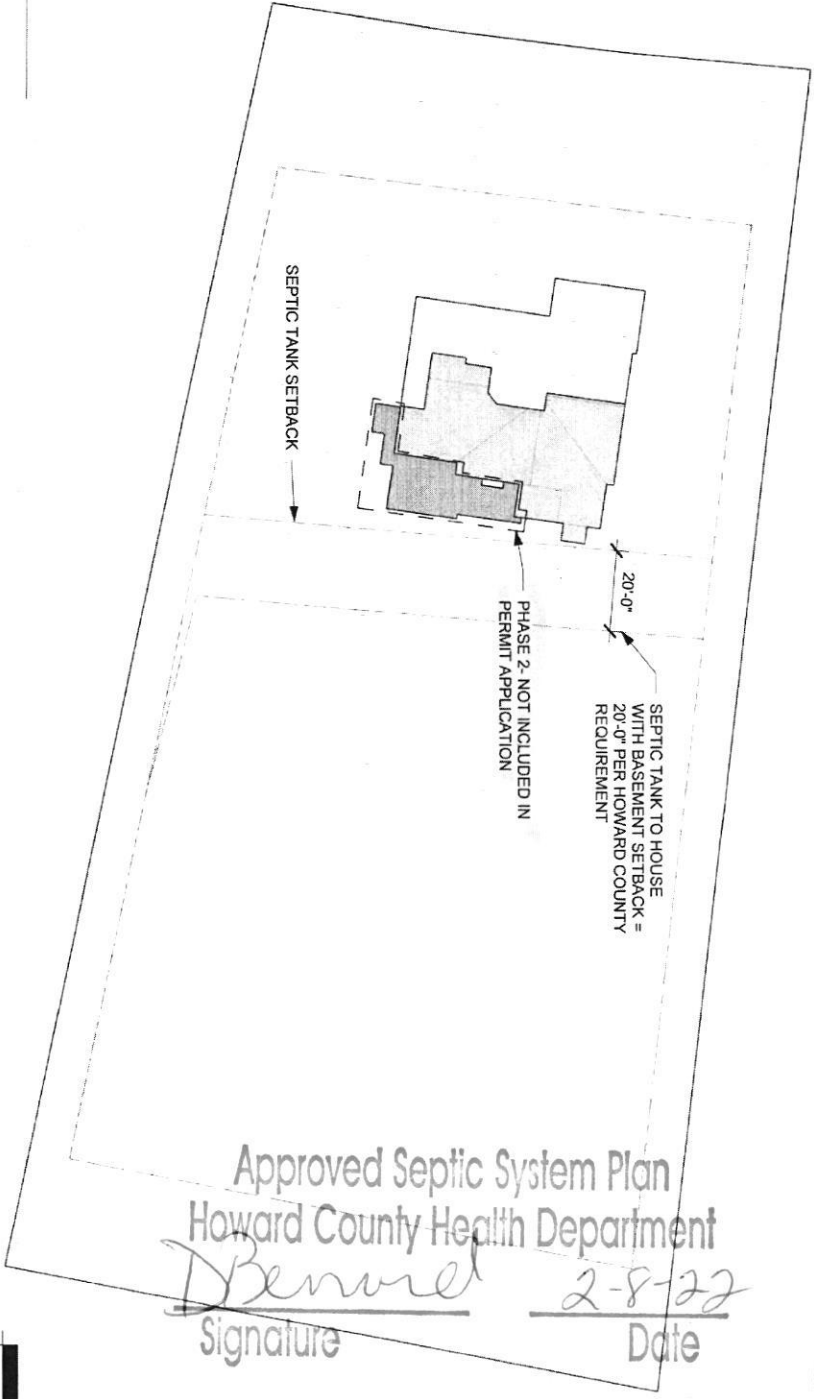 SEPTIC TANK SETBACK
20'-0"
SEPTIC TANK TO HOUSE
WITH BASEMENT SETBACK =
20'-0" PER HOWARD COUNTY
REQUIREMENT
PHASE 2- NOT INCLUDED IN
PERMIT APPLICATION
Approved Septic System Plan
Howard County Health Department
2-8-22
Signature
Date